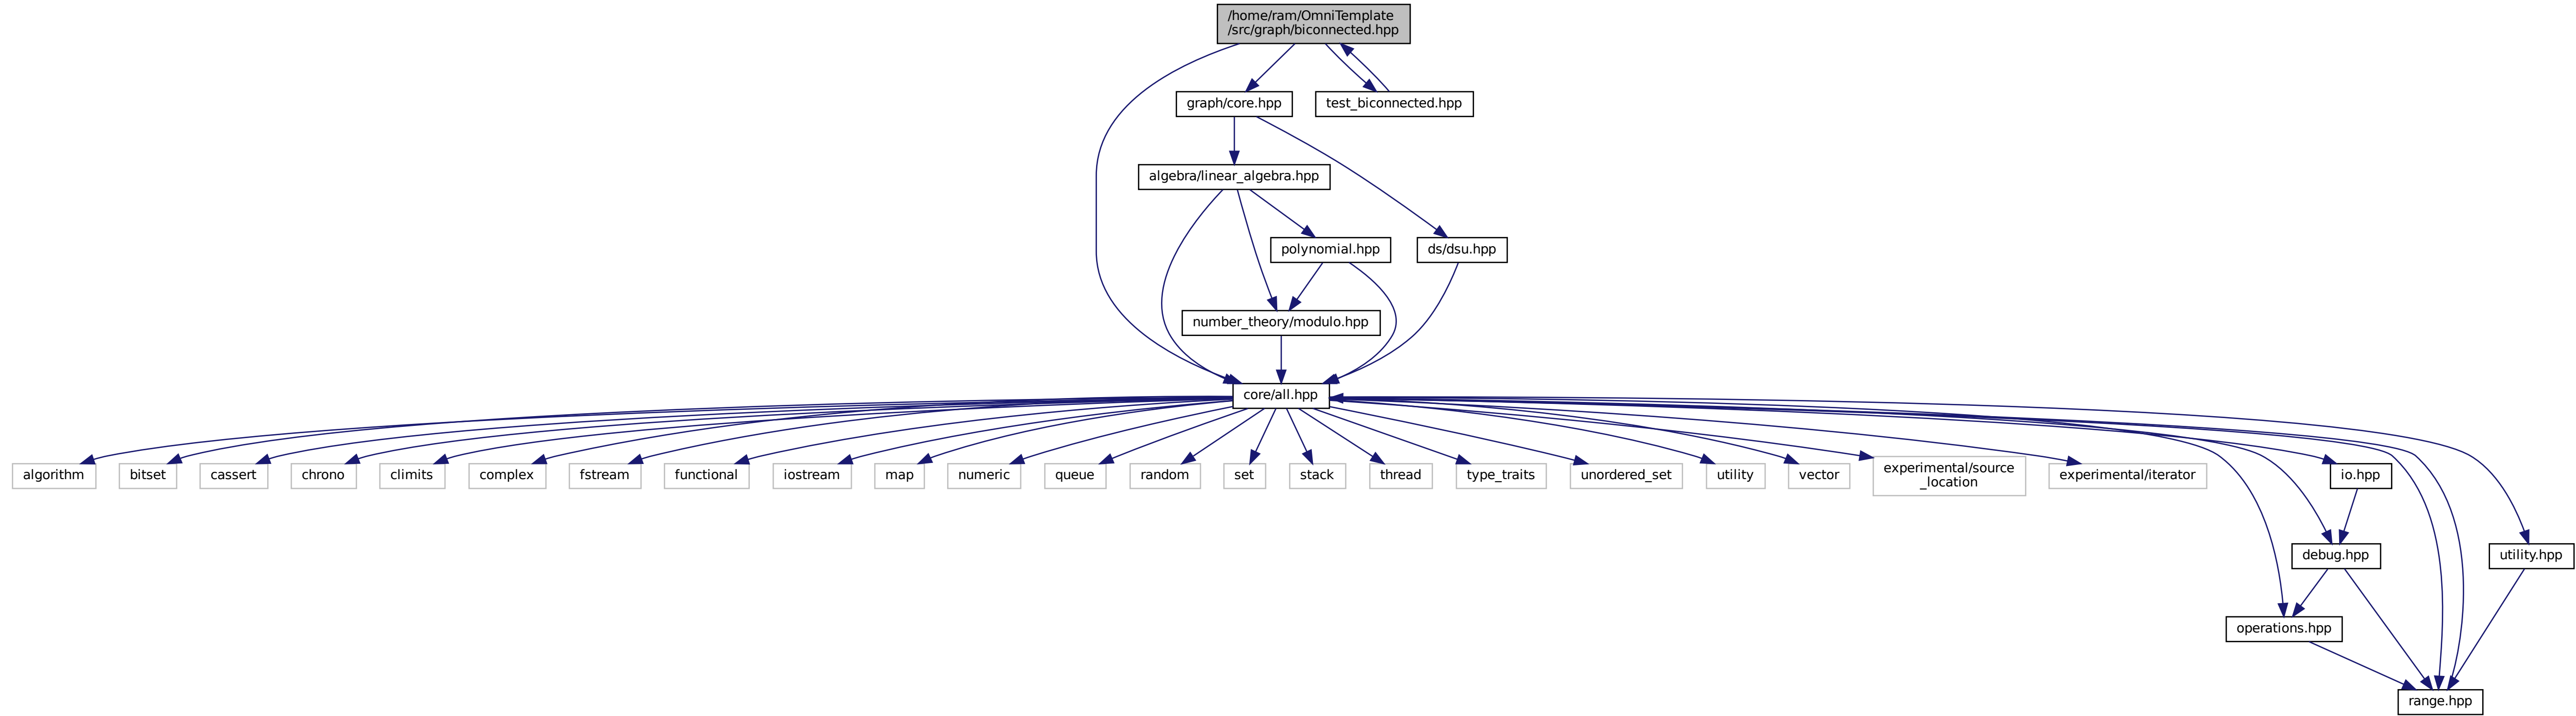 /home/ram/OmniTemplate
/src/graph/biconnected.hpp
graph/core.hpp
test_biconnected.hpp
algebra/linear_algebra.hpp
polynomial.hpp
ds/dsu.hpp
number_theory/modulo.hpp
core/all.hpp
algorithm
bitset
cassert
chrono
climits
complex
fstream
functional
iostream
map
numeric
queue
random
set
stack
thread
type_traits
unordered_set
utility
vector
experimental/source
_location
experimental/iterator
io.hpp
debug.hpp
utility.hpp
operations.hpp
range.hpp